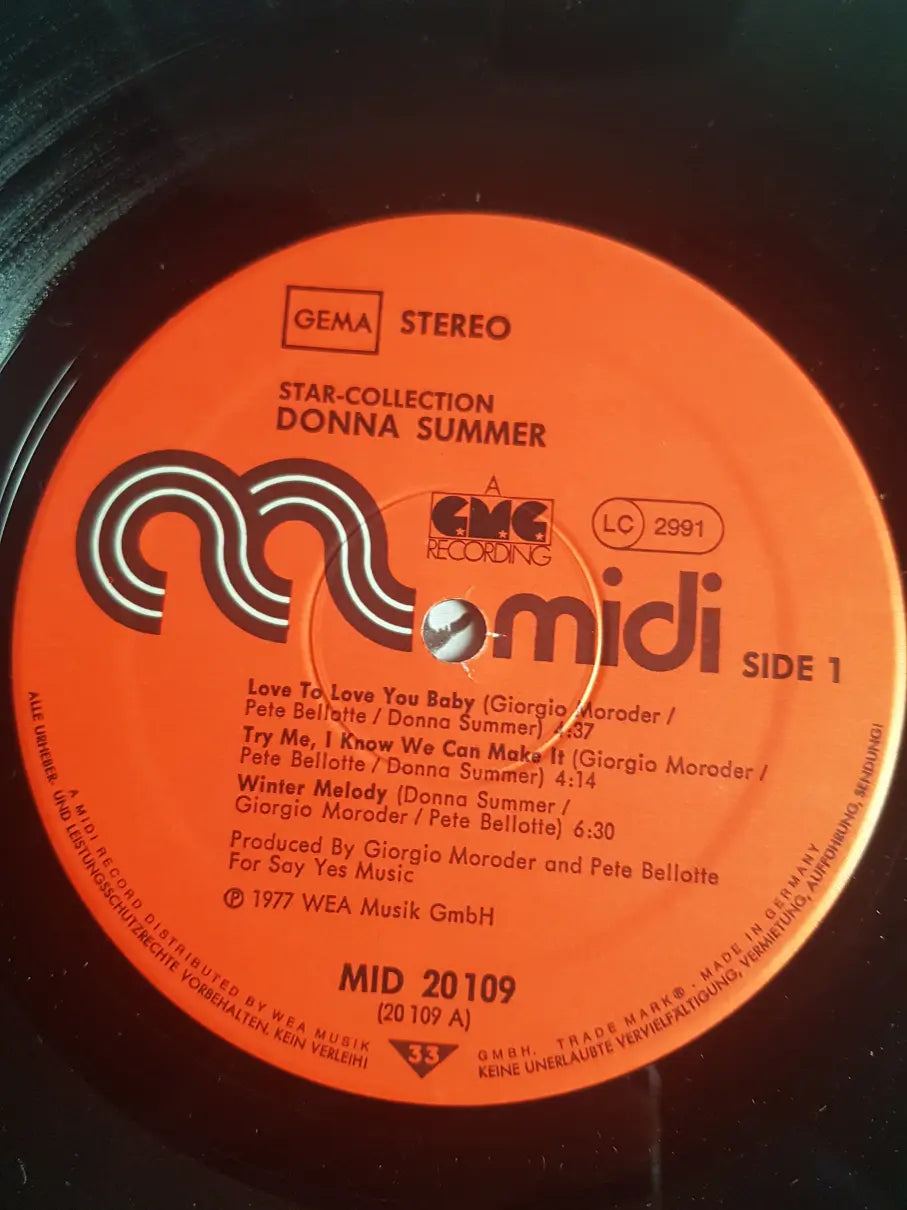 GEMA STEREO
STAR-COLLECTION
DONNA SUMMER
A
GMG
RECORDING
LC 2991
midi
SIDE 1
Love To Love You Baby (Giorgio Moroder /
Pete Bellotte / Donna Summer) 4:37
Try Me, I Know We Can Make It (Giorgio Moroder /
Pete Bellotte / Donna Summer) 4:14
Winter Melody (Donna Summer /
Giorgio Moroder / Pete Bellotte) 6:30
Produced By Giorgio Moroder and Pete Bellotte
For Say Yes Music
℗ 1977 WEA Musik GmbH
MID 20 109
(20 109 A)
33
A MIDI RECORD DISTRIBUTED BY WEA MUSIK GMBH. TRADE MARK® · MADE IN GERMANY
ALLE URHEBER- UND LEISTUNGSSCHUTZRECHTE VORBEHALTEN. KEIN VERLEIH! KEINE UNERLAUBTE VERVIELFÄLTIGUNG, VERMIETUNG, AUFFÜHRUNG, SENDUNG!